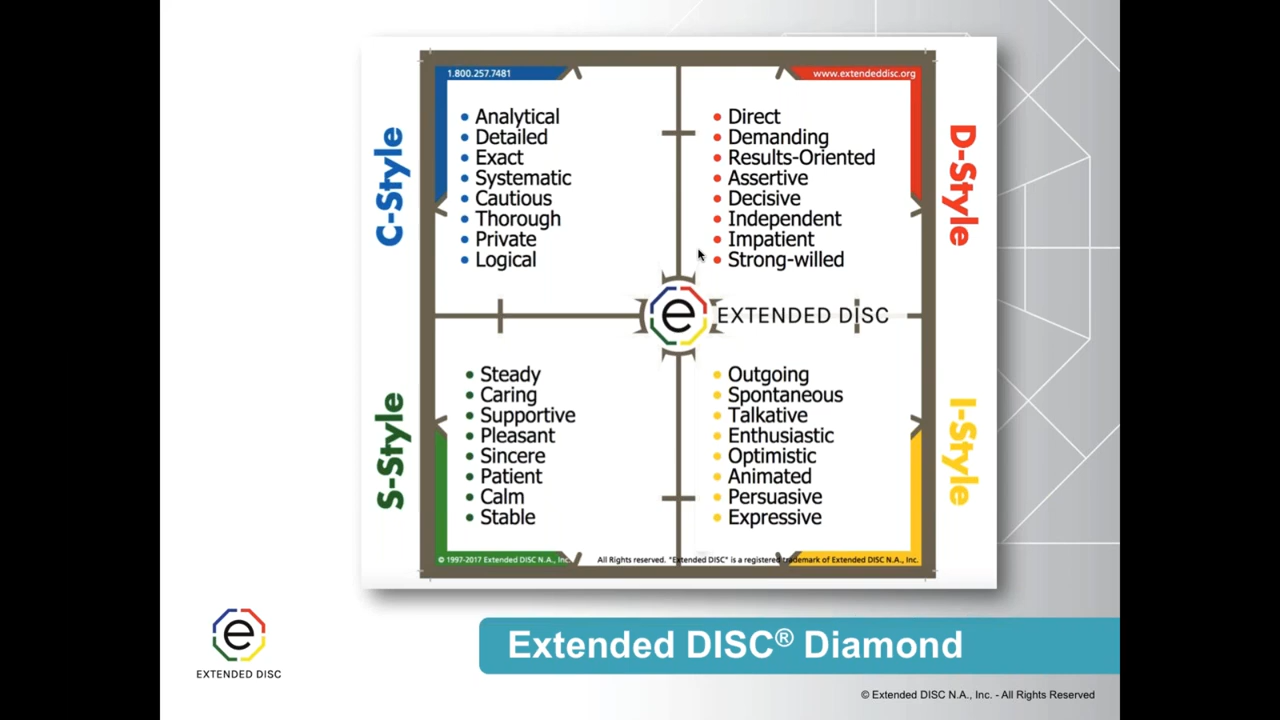 1.800.257.7481
www.extendeddisc.org
C-Style
• Analytical
• Detailed
• Exact
• Systematic
• Cautious
• Thorough
• Private
• Logical
D-Style
• Direct
• Demanding
• Results-Oriented
• Assertive
• Decisive
• Independent
• Impatient
• Strong-willed
e EXTENDED DISC
S-Style
• Steady
• Caring
• Supportive
• Pleasant
• Sincere
• Patient
• Calm
• Stable
I-Style
• Outgoing
• Spontaneous
• Talkative
• Enthusiastic
• Optimistic
• Animated
• Persuasive
• Expressive
© 1997-2017 Extended DISC N.A., Inc. All Rights reserved. "Extended DISC" is a registered trademark of Extended DISC N.A., Inc.
e
EXTENDED DISC
Extended DISC® Diamond
© Extended DISC N.A., Inc. - All Rights Reserved